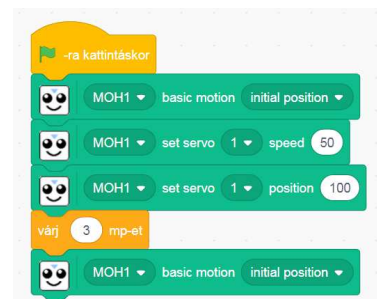 -ra kattintáskor
MOH1 basic motion initial position
MOH1 set servo 1 speed 50
MOH1 set servo 1 position 100
várj 3 mp-et
MOH1 basic motion initial position